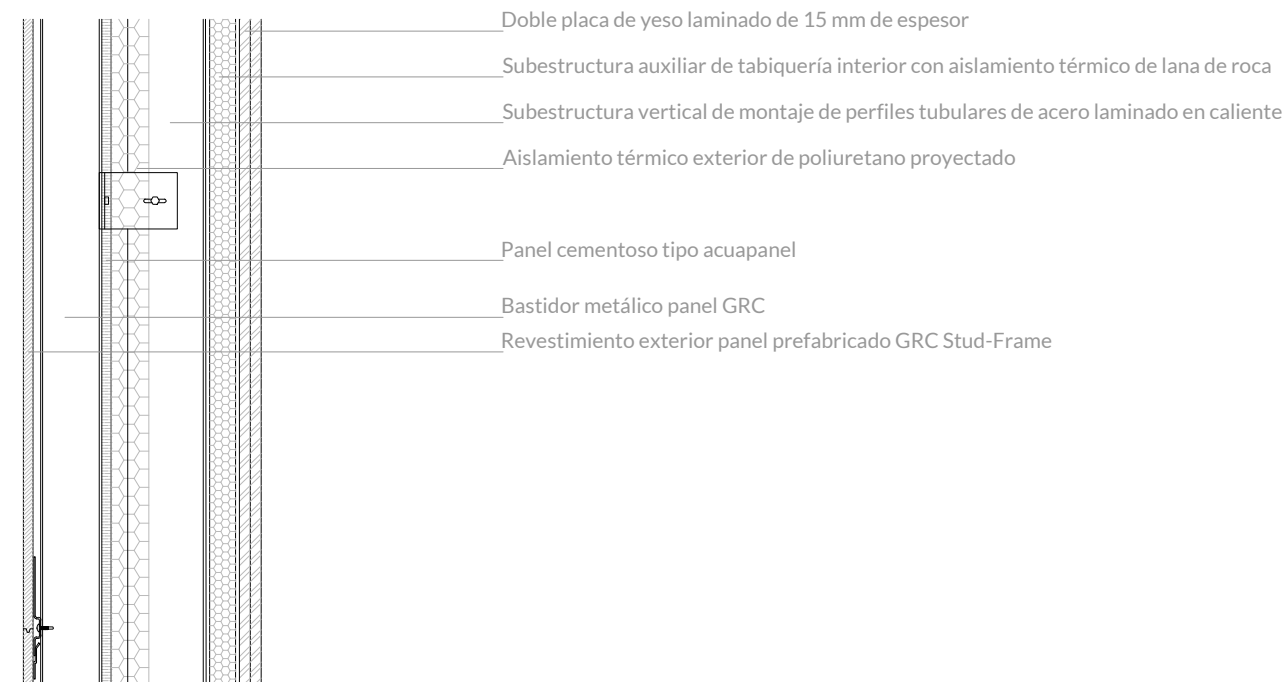 Doble placa de yeso laminado de 15 mm de espesor
Subestructura auxiliar de tabiquería interior con aislamiento térmico de lana de roca
Subestructura vertical de montaje de perfiles tubulares de acero laminado en caliente
Aislamiento térmico exterior de poliuretano proyectado
Panel cementoso tipo acuapanel
Bastidor metálico panel GRC
Revestimiento exterior panel prefabricado GRC Stud-Frame